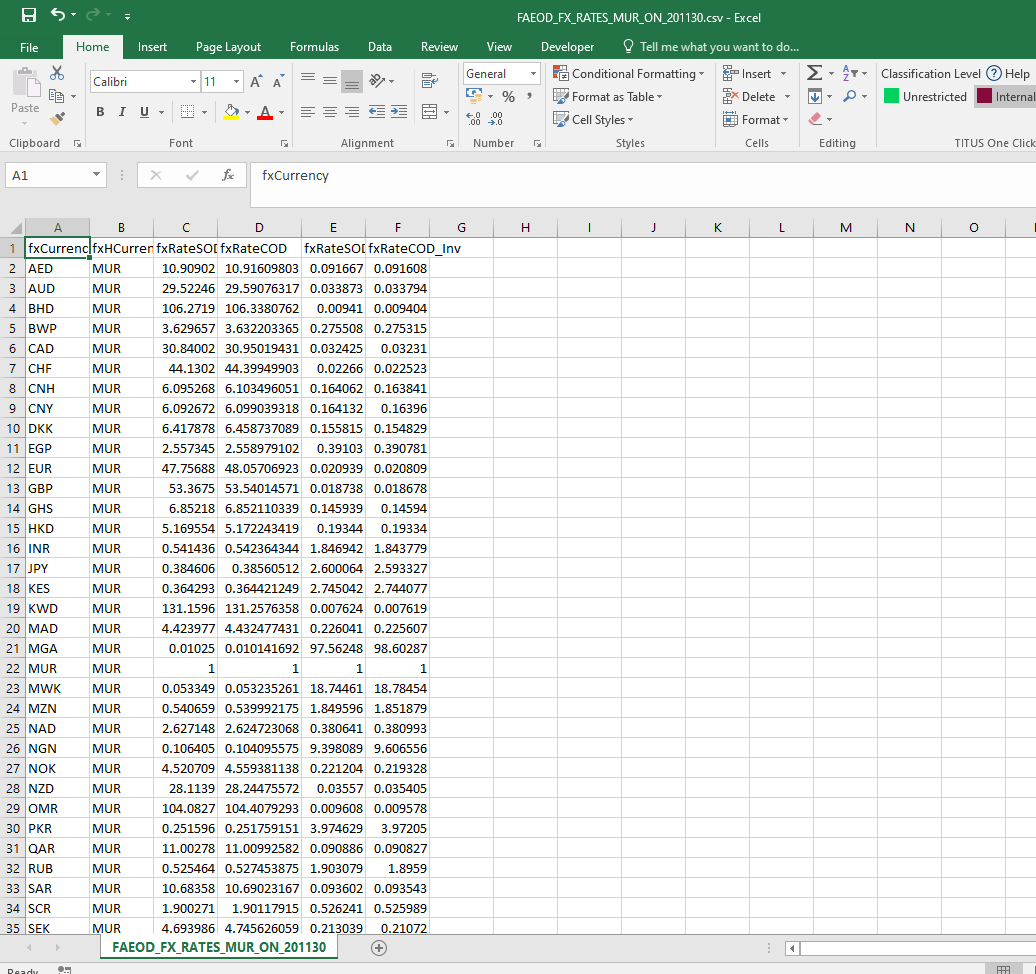 FAEOD_FX_RATES_MUR_ON_201130.csv - Excel
File Home Insert Page Layout Formulas Data Review View Developer Tell me what you want to do...
Paste
Calibri 11
B I U A A A
General
% ,
Conditional Formatting
Format as Table
Cell Styles
Insert
Delete
Format
Classification Level ? Help
Unrestricted Internal
Clipboard Font Alignment Number Styles Cells Editing TITUS One Click
A1 fx fxCurrency
A B C D E F G H I J K L M N O
1 fxCurrenc fxHCurren fxRateSOD fxRateCOD fxRateSOD fxRateCOD_Inv
2 AED MUR 10.90902 10.91609803 0.091667 0.091608
3 AUD MUR 29.52246 29.59076317 0.033873 0.033794
4 BHD MUR 106.2719 106.3380762 0.00941 0.009404
5 BWP MUR 3.629657 3.632203365 0.275508 0.275315
6 CAD MUR 30.84002 30.95019431 0.032425 0.03231
7 CHF MUR 44.1302 44.39949903 0.02266 0.022523
8 CNH MUR 6.095268 6.103496051 0.164062 0.163841
9 CNY MUR 6.092672 6.099039318 0.164132 0.16396
10 DKK MUR 6.417878 6.458737089 0.155815 0.154829
11 EGP MUR 2.557345 2.558979102 0.39103 0.390781
12 EUR MUR 47.75688 48.05706923 0.020939 0.020809
13 GBP MUR 53.3675 53.54014571 0.018738 0.018678
14 GHS MUR 6.85218 6.852110339 0.145939 0.14594
15 HKD MUR 5.169554 5.172243419 0.19344 0.19334
16 INR MUR 0.541436 0.542364344 1.846942 1.843779
17 JPY MUR 0.384606 0.38560512 2.600064 2.593327
18 KES MUR 0.364293 0.364421249 2.745042 2.744077
19 KWD MUR 131.1596 131.2576358 0.007624 0.007619
20 MAD MUR 4.423977 4.432477431 0.226041 0.225607
21 MGA MUR 0.01025 0.010141692 97.56248 98.60287
22 MUR MUR 1 1 1 1
23 MWK MUR 0.053349 0.053235261 18.74461 18.78454
24 MZN MUR 0.540659 0.539992175 1.849596 1.851879
25 NAD MUR 2.627148 2.624723068 0.380641 0.380993
26 NGN MUR 0.106405 0.104095575 9.398089 9.606556
27 NOK MUR 4.520709 4.559381138 0.221204 0.219328
28 NZD MUR 28.1139 28.24475572 0.03557 0.035405
29 OMR MUR 104.0827 104.4079293 0.009608 0.009578
30 PKR MUR 0.251596 0.251759151 3.974629 3.97205
31 QAR MUR 11.00278 11.00992582 0.090886 0.090827
32 RUB MUR 0.525464 0.527453875 1.903079 1.8959
33 SAR MUR 10.68358 10.69023167 0.093602 0.093543
34 SCR MUR 1.900271 1.90117915 0.526241 0.525989
35 SEK MUR 4.693986 4.745626059 0.213039 0.21072
FAEOD_FX_RATES_MUR_ON_201130
Ready